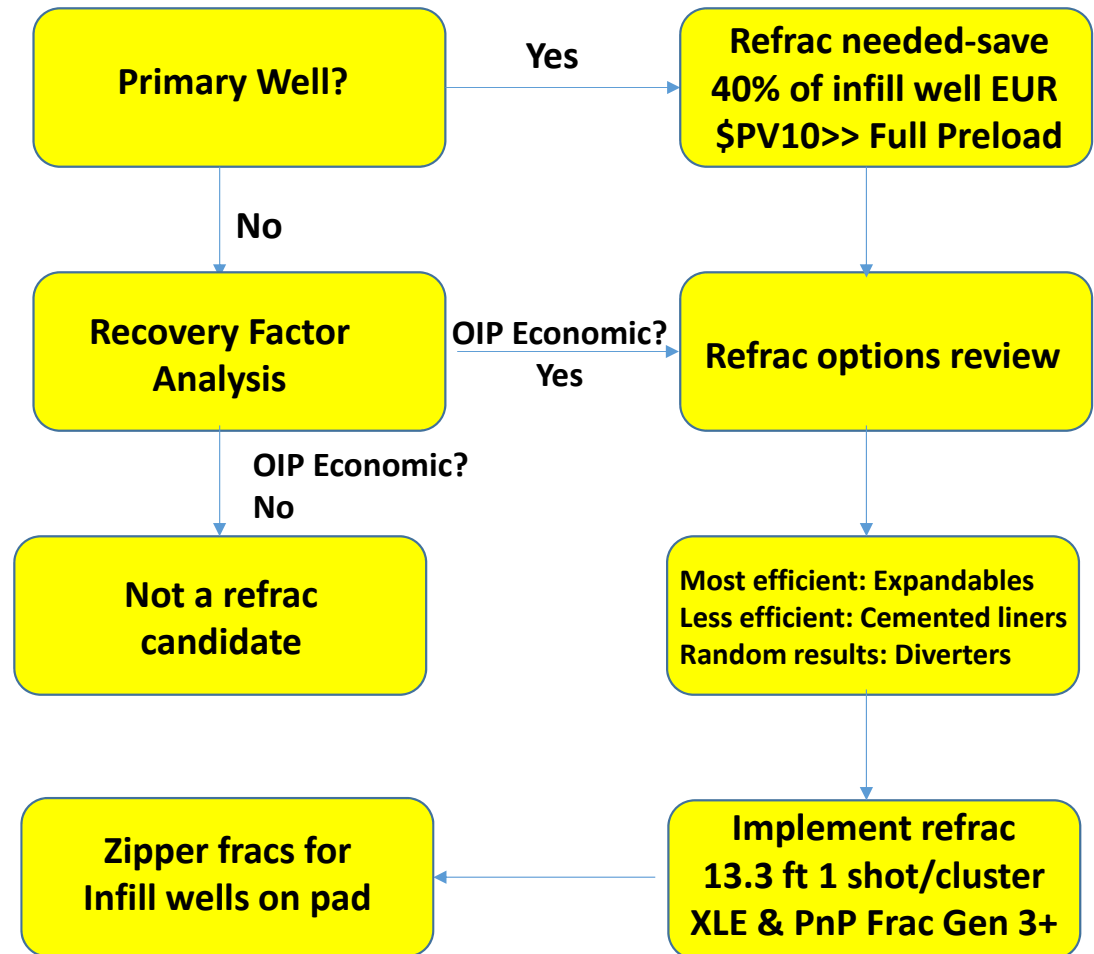 Primary Well?
Yes
Refrac needed-save
40% of infill well EUR
$PV10>> Full Preload
No
Recovery Factor
Analysis
OIP Economic?
Yes
Refrac options review
OIP Economic?
No
Not a refrac
candidate
Most efficient: Expandables
Less efficient: Cemented liners
Random results: Diverters
Implement refrac
13.3 ft 1 shot/cluster
XLE & PnP Frac Gen 3+
Zipper fracs for
Infill wells on pad